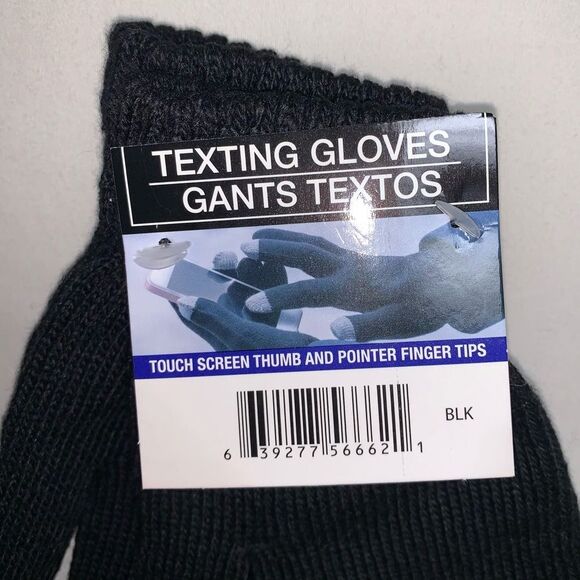 TEXTING GLOVES
GANTS TEXTOS
TOUCH SCREEN THUMB AND POINTER FINGER TIPS
BLK
6 39277 56662 1